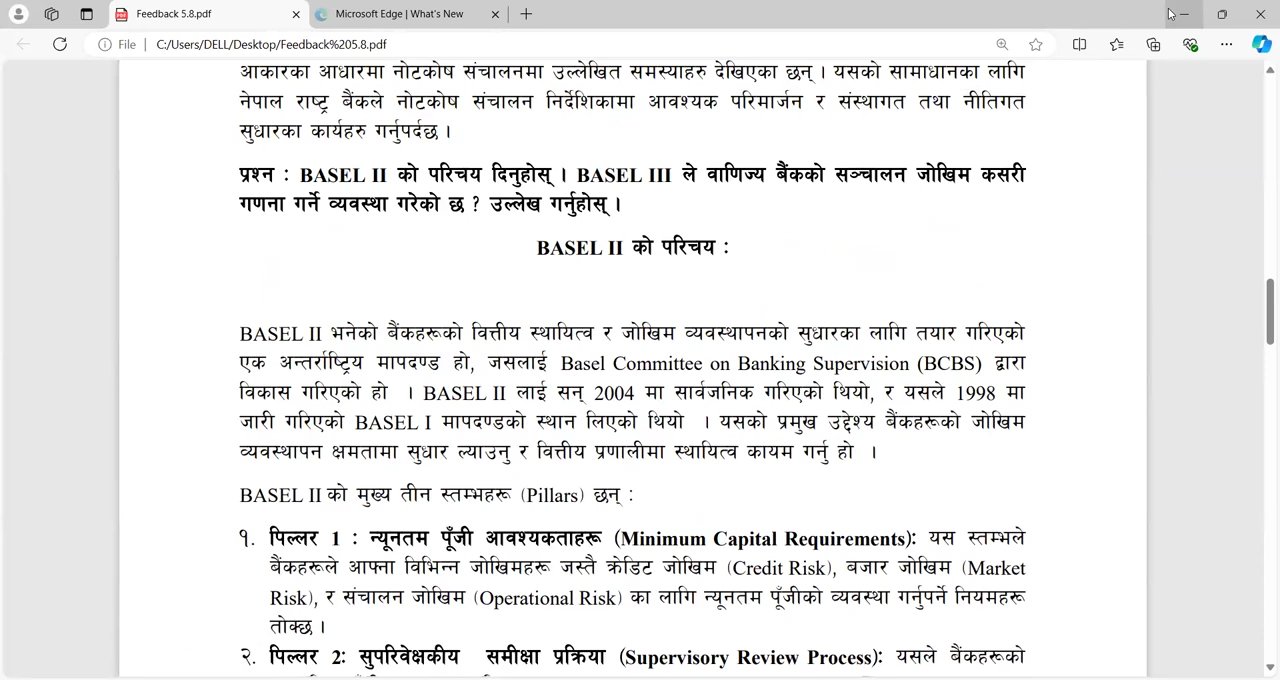 Feedback 5.8.pdf
Microsoft Edge | What's New
File
C:/Users/DELL/Desktop/Feedback%205.8.pdf
आकारका आधारमा नोटकोष संचालनमा उल्लेखित समस्याहरु देखिएका छन् । यसको सामाधानका लागि
नेपाल राष्ट्र बैंकले नोटकोष संचालन निर्देशिकामा आवश्यक परिमार्जन र संस्थागत तथा नीतिगत
सुधारका कार्यहरु गर्नुपर्दछ ।
प्रश्न : BASEL II को परिचय दिनुहोस् । BASEL III ले वाणिज्य बैंकको सञ्चालन जोखिम कसरी
गणना गर्ने व्यवस्था गरेको छ ? उल्लेख गर्नुहोस् ।
BASEL II को परिचय :
BASEL II भनेको बैंकहरूको वित्तीय स्थायित्व र जोखिम व्यवस्थापनको सुधारका लागि तयार गरिएको
एक अन्तर्राष्ट्रिय मापदण्ड हो, जसलाई Basel Committee on Banking Supervision (BCBS) द्वारा
विकास गरिएको हो । BASEL II लाई सन् 2004 मा सार्वजनिक गरिएको थियो, र यसले 1998 मा
जारी गरिएको BASEL I मापदण्डको स्थान लिएको थियो । यसको प्रमुख उद्देश्य बैंकहरूको जोखिम
व्यवस्थापन क्षमतामा सुधार ल्याउनु र वित्तीय प्रणालीमा स्थायित्व कायम गर्नु हो ।
BASEL II को मुख्य तीन स्तम्भहरू (Pillars) छन् :
१. पिल्लर 1 : न्यूनतम पूँजी आवश्यकताहरू (Minimum Capital Requirements): यस स्तम्भले
बैंकहरूले आफ्ना विभिन्न जोखिमहरू जस्तै क्रेडिट जोखिम (Credit Risk), बजार जोखिम (Market
Risk), र संचालन जोखिम (Operational Risk) का लागि न्यूनतम पूँजीको व्यवस्था गर्नुपर्ने नियमहरू
तोक्छ ।
२. पिल्लर 2: सुपरिवेक्षकीय समीक्षा प्रक्रिया (Supervisory Review Process): यसले बैंकहरूको